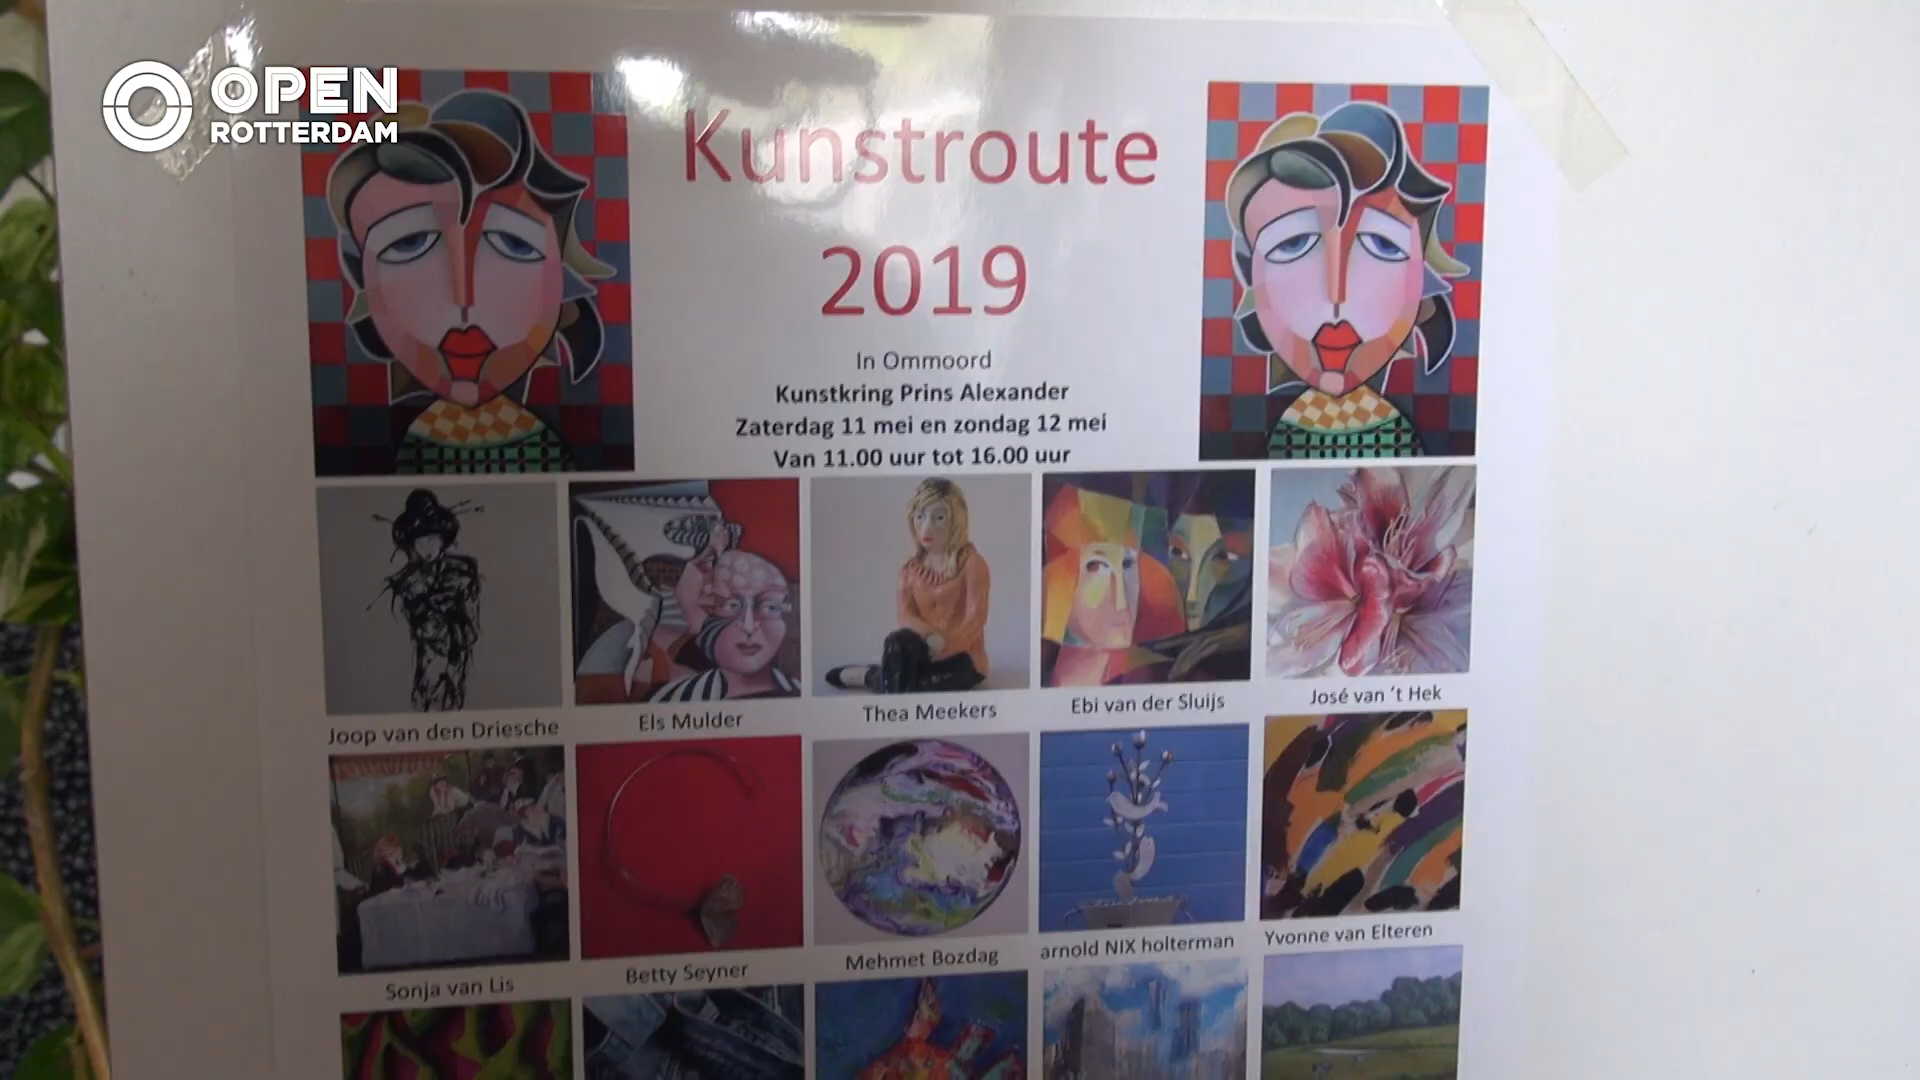 OPEN
ROTTERDAM
Kunstroute
2019
In Ommoord
Kunstkring Prins Alexander
Zaterdag 11 mei en zondag 12 mei
Van 11.00 uur tot 16.00 uur
Joop van den Driesche
Els Mulder
Thea Meekers
Ebi van der Sluijs
José van ‘t Hek
Sonja van Lis
Betty Seyner
Mehmet Bozdag
arnold NIX holterman
Yvonne van Elteren